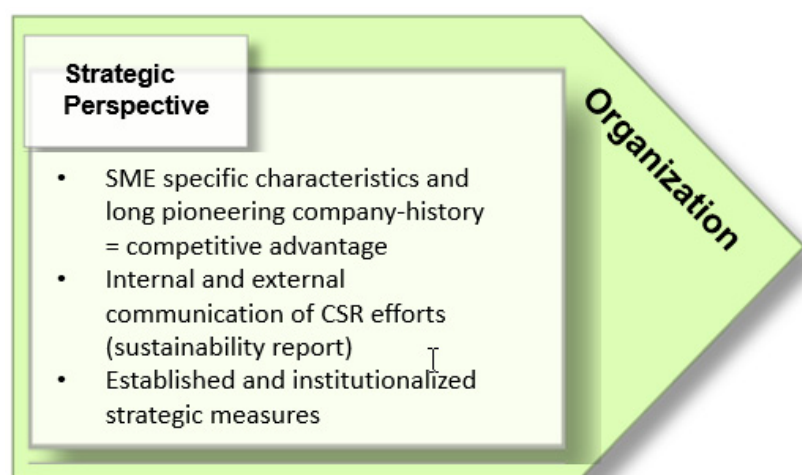 Strategic
Perspective
• SME specific characteristics and
long pioneering company-history
= competitive advantage
• Internal and external
communication of CSR efforts
(sustainability report)
• Established and institutionalized
strategic measures
Organization